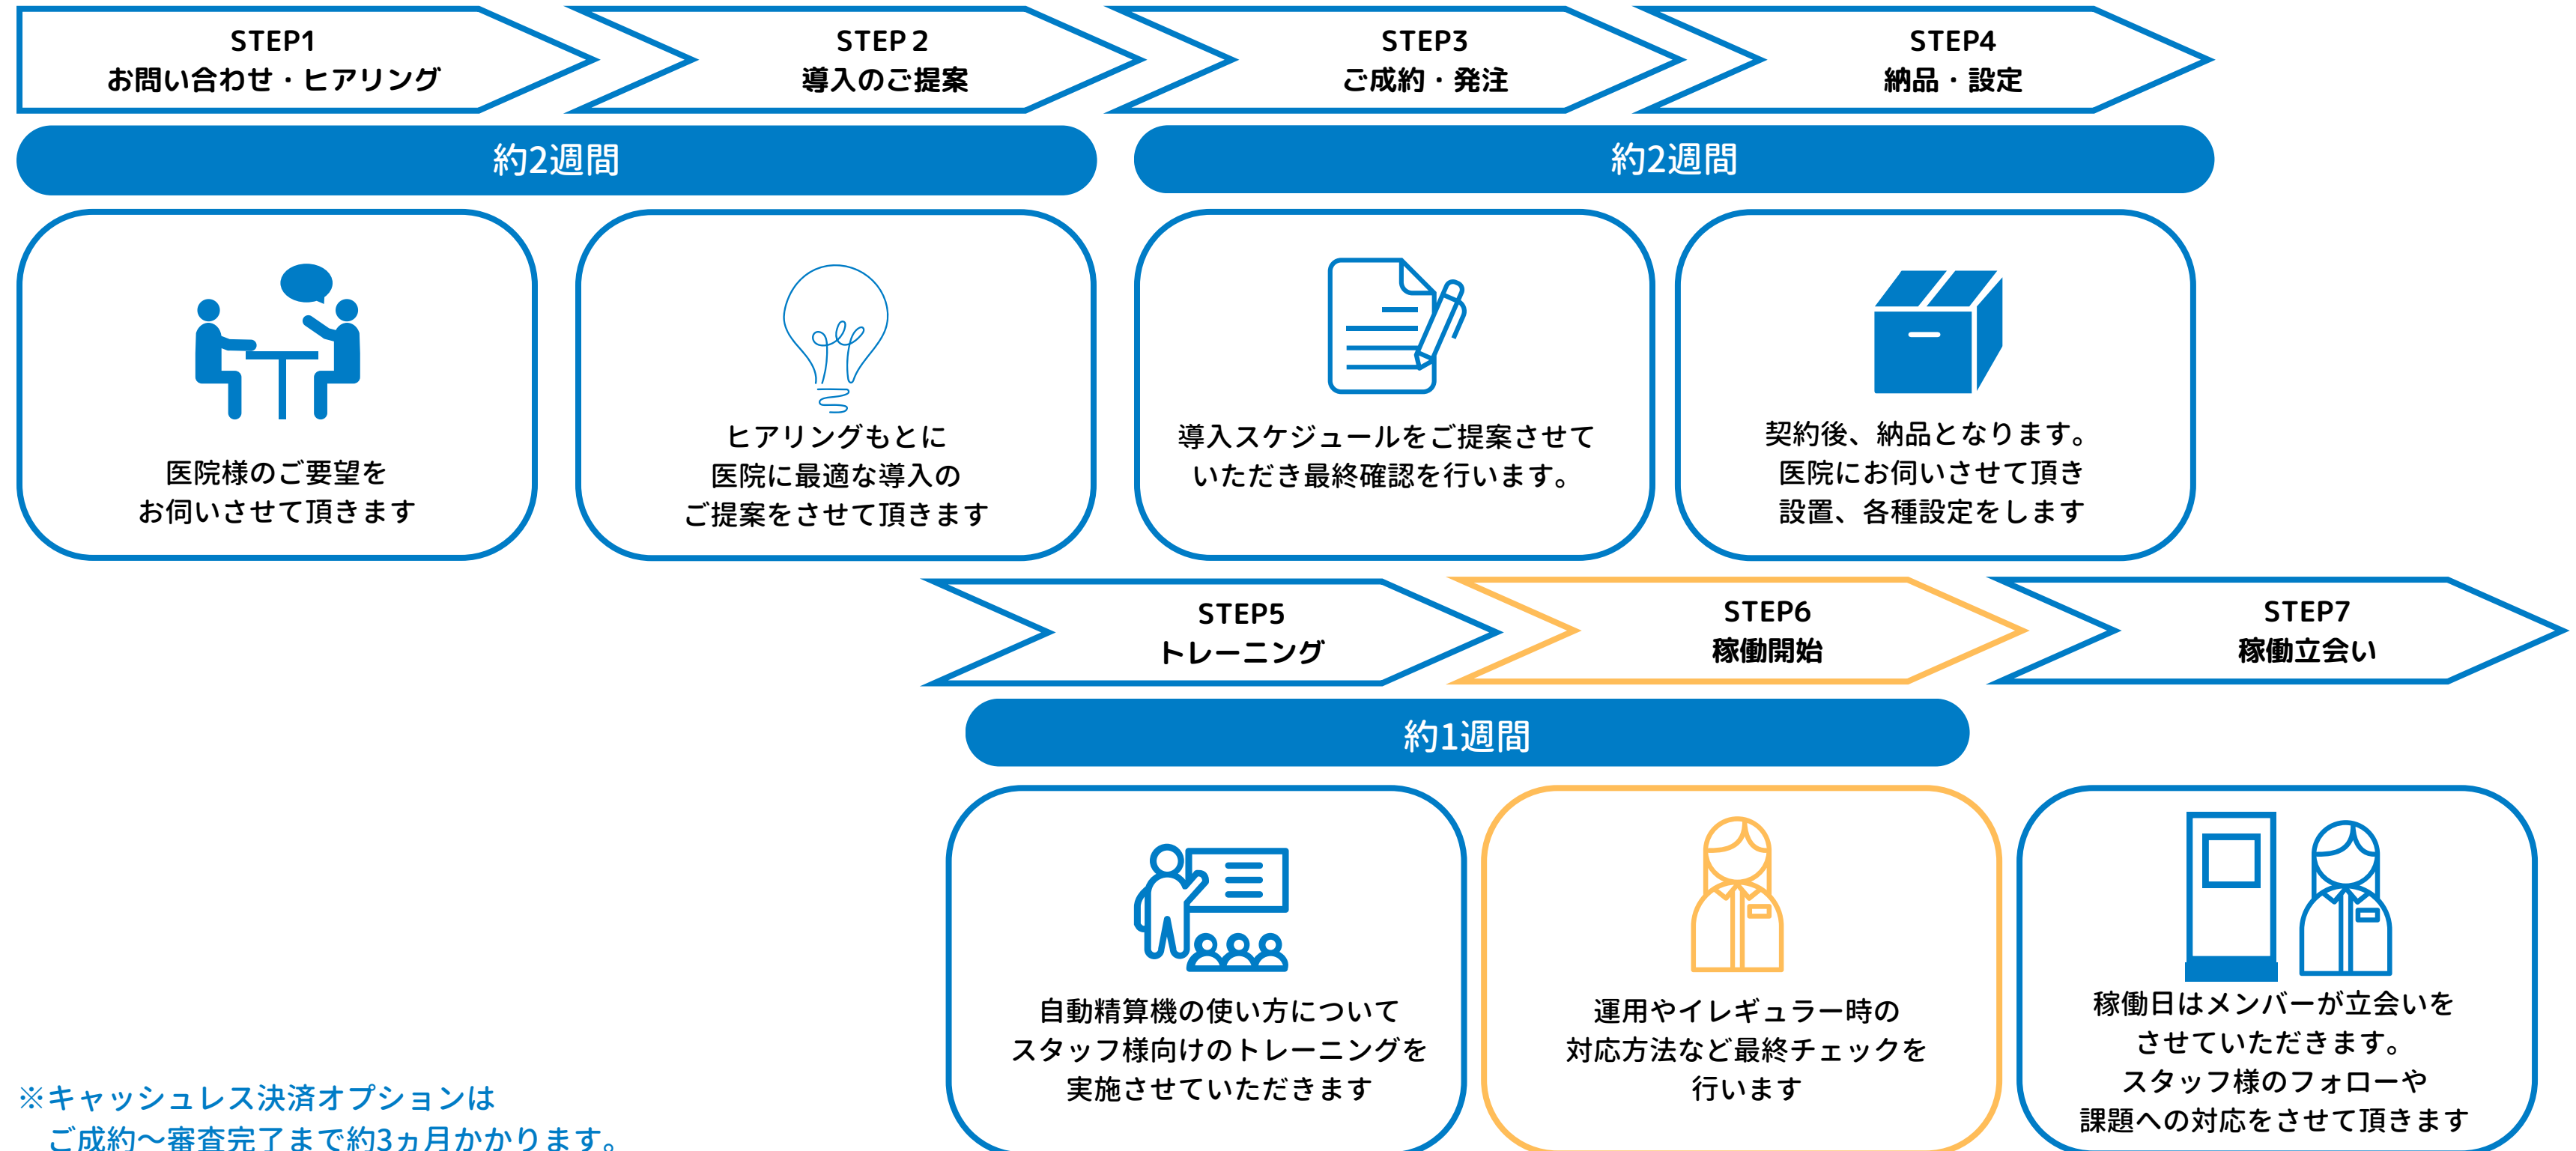 STEP1
お問い合わせ・ヒアリング
STEP２
導入のご提案
STEP3
ご成約・発注
STEP4
納品・設定
約2週間
約2週間
医院様のご要望を
お伺いさせて頂きます
ヒアリングもとに
医院に最適な導入の
ご提案をさせて頂きます
導入スケジュールをご提案させて
いただき最終確認を行います。
契約後、納品となります。
医院にお伺いさせて頂き
設置、各種設定をします
STEP5
トレーニング
STEP6
稼働開始
STEP7
稼働立会い
約1週間
自動精算機の使い方について
スタッフ様向けのトレーニングを
実施させていただきます
運用やイレギュラー時の
対応方法など最終チェックを
行います
稼働日はメンバーが立会いを
させていただきます。
スタッフ様のフォローや
課題への対応をさせて頂きます
※キャッシュレス決済オプションは
ご成約～審査完了まで約3ヵ月かかります。